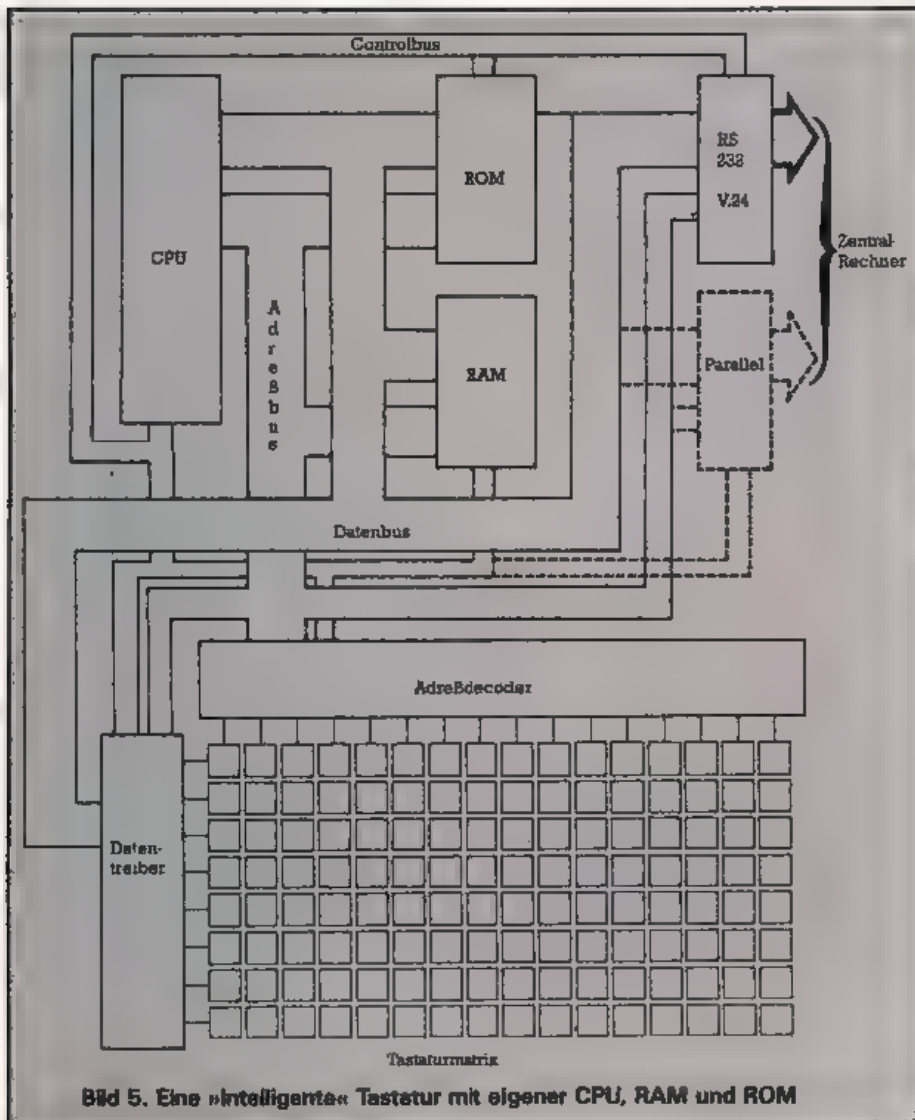 Controlbus
CPU
ROM
RS
232
V.24
Zentral-
Rechner
Adreßbus
RAM
Parallel
Datenbus
Adreßdecoder
Daten-
treiber
Tastaturmatrix
Bild 5. Eine »intelligente« Tastatur mit eigener CPU, RAM und ROM